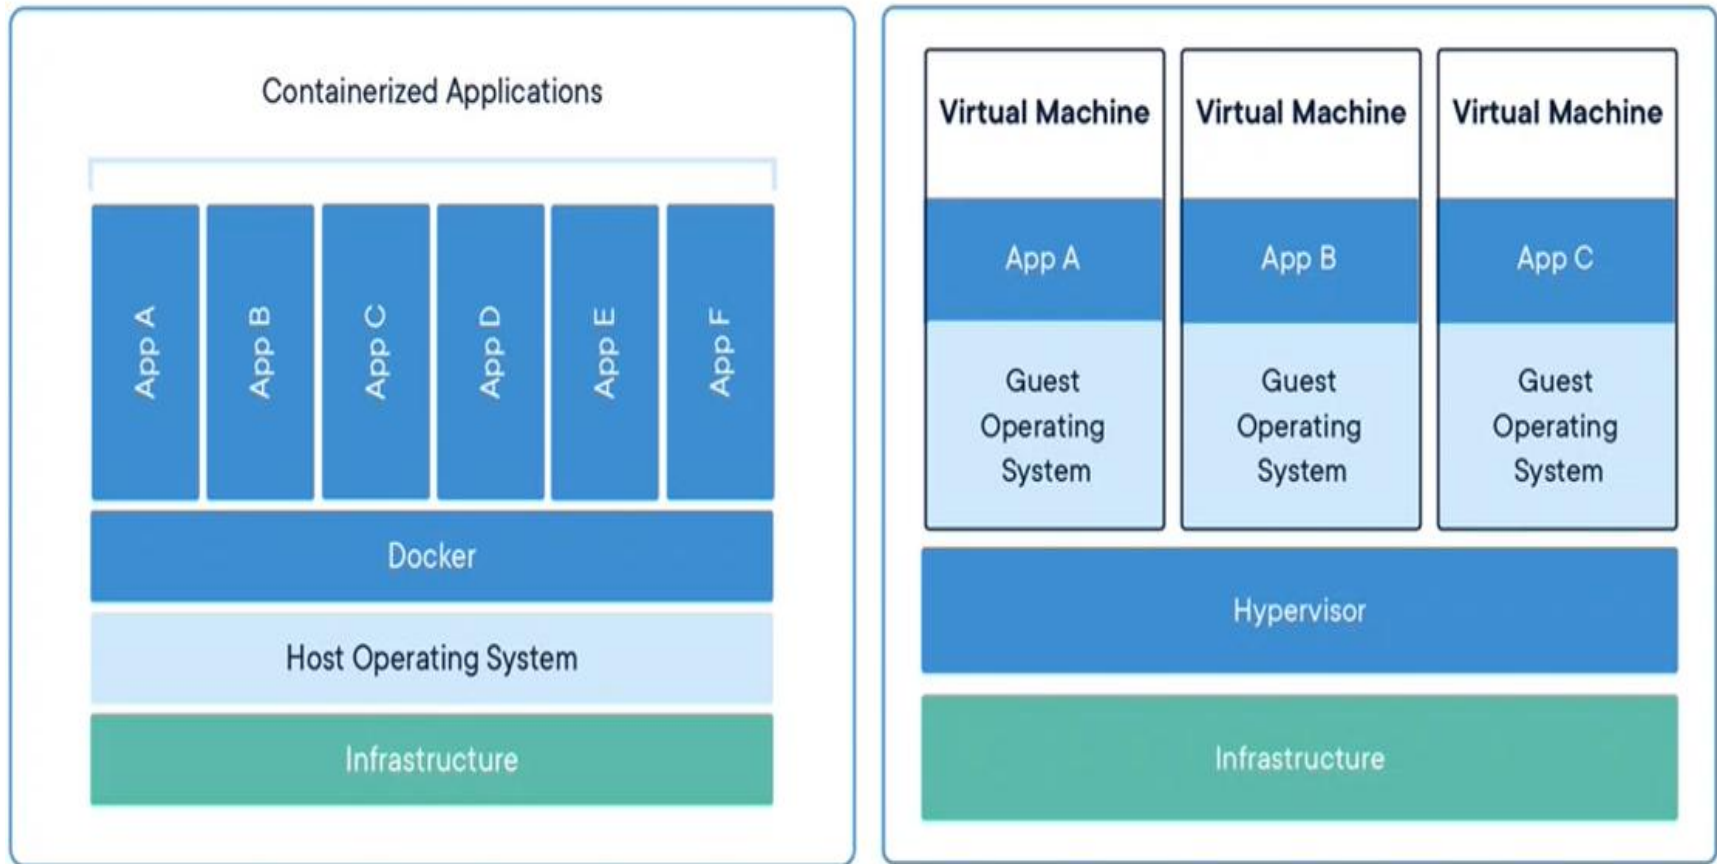 Containerized Applications
App A
App B
App C
App D
App E
App F
Docker
Host Operating System
Infrastructure
Virtual Machine
App A
Guest
Operating
System
Virtual Machine
App B
Guest
Operating
System
Virtual Machine
App C
Guest
Operating
System
Hypervisor
Infrastructure